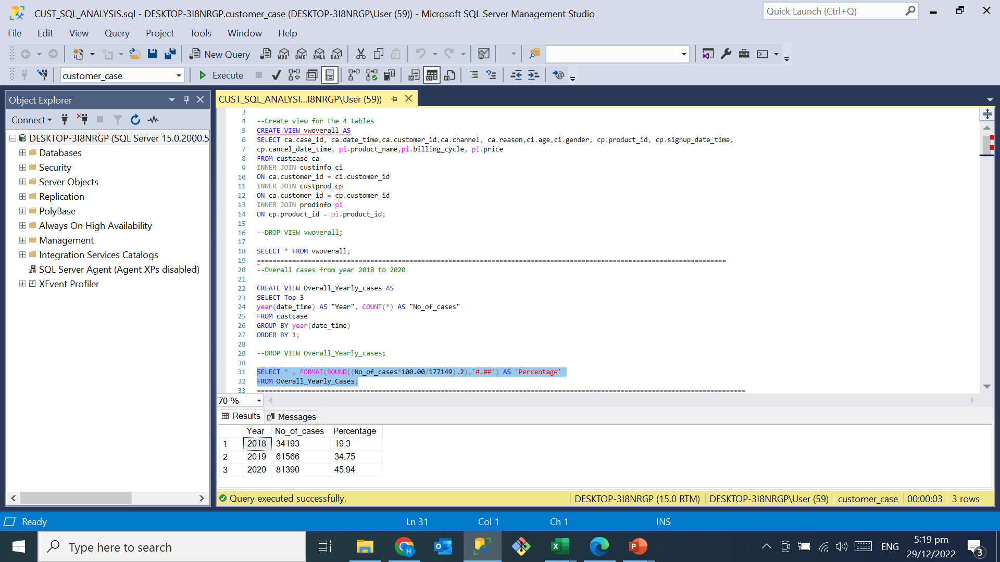 CUST_SQL_ANALYSIS.sql - DESKTOP-3I8NRGP.customer_case (DESKTOP-3I8NRGP\User (59)) - Microsoft SQL Server Management Studio
Quick Launch (Ctrl+Q)
File Edit View Query Project Tools Window Help
New Query MDX DMX XMLA DAX
customer_case Execute
Object Explorer
Connect
DESKTOP-3I8NRGP (SQL Server 15.0.2000.5
Databases
Security
Server Objects
Replication
PolyBase
Always On High Availability
Management
Integration Services Catalogs
SQL Server Agent (Agent XPs disabled)
XEvent Profiler
CUST_SQL_ANALYSI...I8NRGP\User (59))
3
4 --Create view for the 4 tables
5 CREATE VIEW vwoverall AS
6 SELECT ca.case_id, ca.date_time,ca.customer_id,ca.channel, ca.reason,ci.age,ci.gender, cp.product_id, cp.signup_date_time,
7 cp.cancel_date_time, pi.product_name,pi.billing_cycle, pi.price
8 FROM custcase ca
9 INNER JOIN custinfo ci
10 ON ca.customer_id = ci.customer_id
11 INNER JOIN custprod cp
12 ON ca.customer_id = cp.customer_id
13 INNER JOIN prodinfo pi
14 ON cp.product_id = pi.product_id;
15
16 --DROP VIEW vwoverall;
17
18 SELECT * FROM vwoverall;
19 ========================================================================================================================
20 --Overall cases from year 2018 to 2020
21
22 CREATE VIEW Overall_Yearly_cases AS
23 SELECT Top 3
24 year(date_time) AS "Year", COUNT(*) AS "No_of_cases"
25 FROM custcase
26 GROUP BY year(date_time)
27 ORDER BY 1;
28
29 --DROP VIEW Overall_Yearly_cases;
30
31 SELECT * , FORMAT(ROUND((No_of_cases*100.00/177149),2),'#.##') AS 'Percentage'
32 FROM Overall_Yearly_Cases;
33 =============================================================================================================================
70 %
Results Messages
Year No_of_cases Percentage
1 2018 34193 19.3
2 2019 61566 34.75
3 2020 81390 45.94
Query executed successfully. DESKTOP-3I8NRGP (15.0 RTM) DESKTOP-3I8NRGP\User (59) customer_case 00:00:03 3 rows
Ready Ln 31 Col 1 Ch 1 INS
Type here to search
ENG
5:19 pm
29/12/2022
3